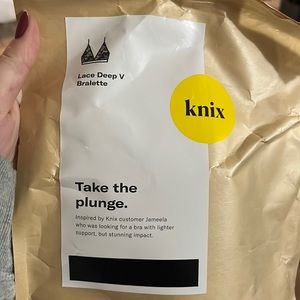 Lace Deep V
Bralette
knix
Take the
plunge.
Inspired by Knix customer Jameela
who was looking for a bra with lighter
support, but stunning impact.